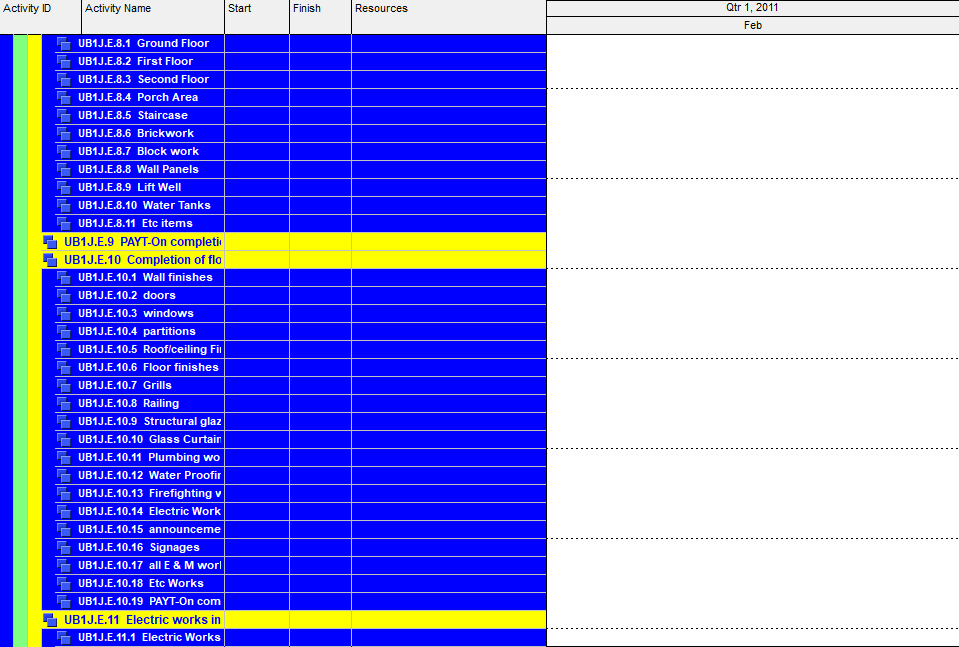 Activity ID Activity Name Start Finish Resources Qtr 1, 2011
Feb
UB1J.E.8.1 Ground Floor
UB1J.E.8.2 First Floor
UB1J.E.8.3 Second Floor
UB1J.E.8.4 Porch Area
UB1J.E.8.5 Staircase
UB1J.E.8.6 Brickwork
UB1J.E.8.7 Block work
UB1J.E.8.8 Wall Panels
UB1J.E.8.9 Lift Well
UB1J.E.8.10 Water Tanks
UB1J.E.8.11 Etc items
UB1J.E.9 PAYT-On completi
UB1J.E.10 Completion of flo
UB1J.E.10.1 Wall finishes
UB1J.E.10.2 doors
UB1J.E.10.3 windows
UB1J.E.10.4 partitions
UB1J.E.10.5 Roof/ceiling Fi
UB1J.E.10.6 Floor finishes
UB1J.E.10.7 Grills
UB1J.E.10.8 Railing
UB1J.E.10.9 Structural glaz
UB1J.E.10.10 Glass Curtain
UB1J.E.10.11 Plumbing wo
UB1J.E.10.12 Water Proofin
UB1J.E.10.13 Firefighting w
UB1J.E.10.14 Electric Work
UB1J.E.10.15 announceme
UB1J.E.10.16 Signages
UB1J.E.10.17 all E & M worl
UB1J.E.10.18 Etc Works
UB1J.E.10.19 PAYT-On com
UB1J.E.11 Electric works in
UB1J.E.11.1 Electric Works